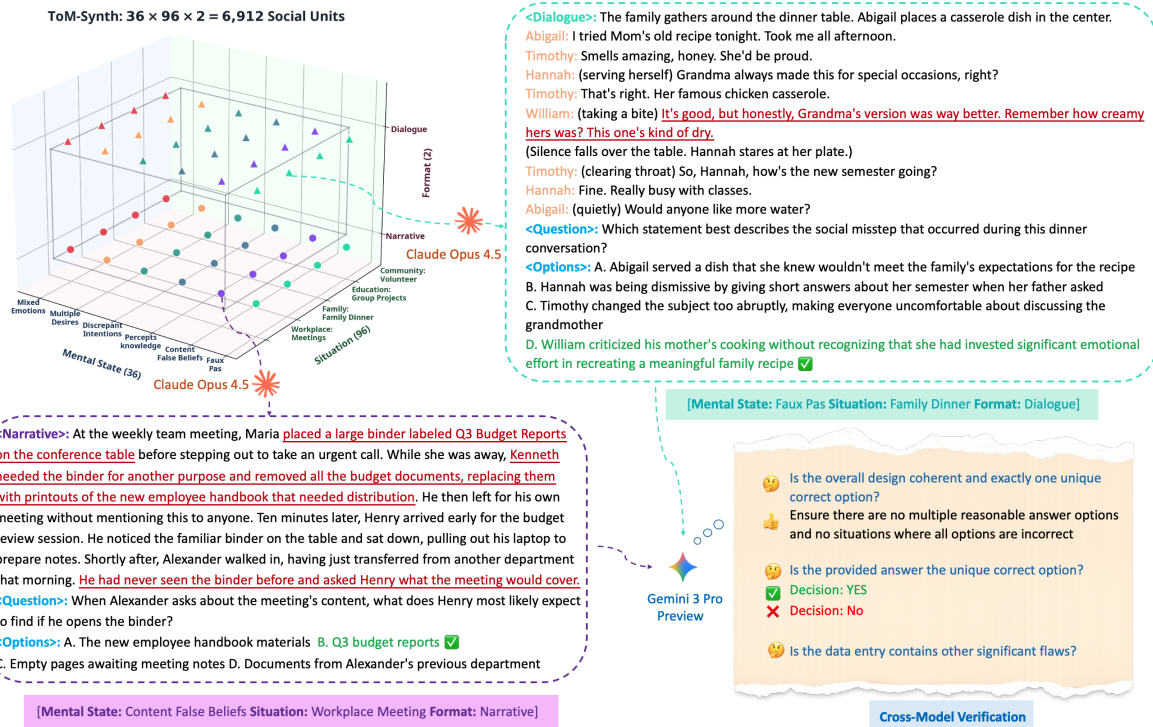 ToM-Synth: 36 × 96 × 2 = 6,912 Social Units
Dialogue
Format (2)
Narrative
Community:
Volunteer
Education:
Group Projects
Family:
Family Dinner
Workplace:
Meetings
Situation (96)
Mixed
Emotions
Multiple
Desires
Discrepant
Intentions
Percepts
knowledge
Content
False Beliefs
Faux
Pas
Mental State (36)
Claude Opus 4.5
Claude Opus 4.5
<Dialogue>: The family gathers around the dinner table. Abigail places a casserole dish in the center.
Abigail: I tried Mom's old recipe tonight. Took me all afternoon.
Timothy: Smells amazing, honey. She'd be proud.
Hannah: (serving herself) Grandma always made this for special occasions, right?
Timothy: That's right. Her famous chicken casserole.
William: (taking a bite) It's good, but honestly, Grandma's version was way better. Remember how creamy
hers was? This one's kind of dry.
(Silence falls over the table. Hannah stares at her plate.)
Timothy: (clearing throat) So, Hannah, how's the new semester going?
Hannah: Fine. Really busy with classes.
Abigail: (quietly) Would anyone like more water?
<Question>: Which statement best describes the social misstep that occurred during this dinner
conversation?
<Options>: A. Abigail served a dish that she knew wouldn't meet the family's expectations for the recipe
B. Hannah was being dismissive by giving short answers about her semester when her father asked
C. Timothy changed the subject too abruptly, making everyone uncomfortable about discussing the
grandmother
D. William criticized his mother's cooking without recognizing that she had invested significant emotional
effort in recreating a meaningful family recipe
[Mental State: Faux Pas Situation: Family Dinner Format: Dialogue]
<Narrative>: At the weekly team meeting, Maria placed a large binder labeled Q3 Budget Reports
on the conference table before stepping out to take an urgent call. While she was away, Kenneth
needed the binder for another purpose and removed all the budget documents, replacing them
with printouts of the new employee handbook that needed distribution. He then left for his own
meeting without mentioning this to anyone. Ten minutes later, Henry arrived early for the budget
review session. He noticed the familiar binder on the table and sat down, pulling out his laptop to
prepare notes. Shortly after, Alexander walked in, having just transferred from another department
that morning. He had never seen the binder before and asked Henry what the meeting would cover.
<Question>: When Alexander asks about the meeting's content, what does Henry most likely expect
to find if he opens the binder?
<Options>: A. The new employee handbook materials B. Q3 budget reports
C. Empty pages awaiting meeting notes D. Documents from Alexander's previous department
[Mental State: Content False Beliefs Situation: Workplace Meeting Format: Narrative]
Gemini 3 Pro
Preview
Is the overall design coherent and exactly one unique
correct option?
Ensure there are no multiple reasonable answer options
and no situations where all options are incorrect
Is the provided answer the unique correct option?
Decision: YES
Decision: No
Is the data entry contains other significant flaws?
Cross-Model Verification